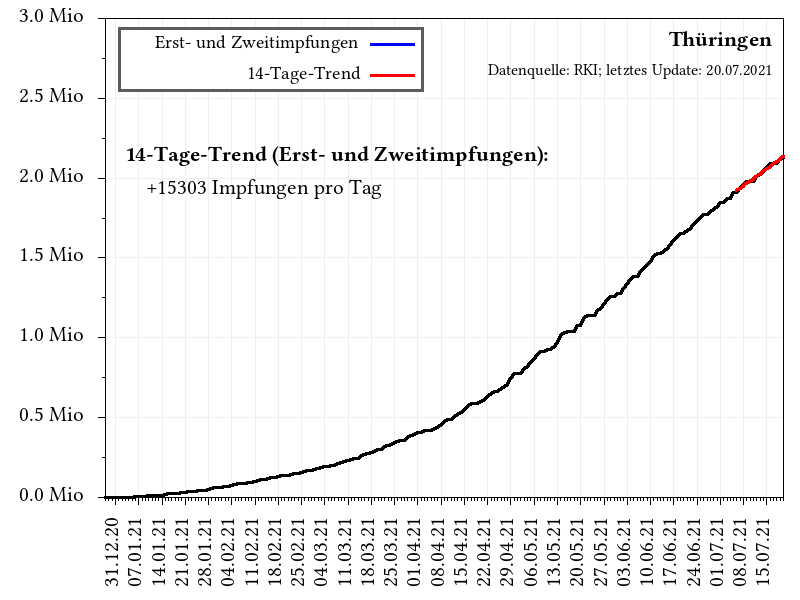 3.0 Mio
2.5 Mio
2.0 Mio
1.5 Mio
1.0 Mio
0.5 Mio
0.0 Mio
Erst- und Zweitimpfungen
14-Tage-Trend
Thüringen
Datenquelle: RKI; letztes Update: 20.07.2021
14-Tage-Trend (Erst- und Zweitimpfungen):
+15303 Impfungen pro Tag
31.12.20
07.01.21
14.01.21
21.01.21
28.01.21
04.02.21
11.02.21
18.02.21
25.02.21
04.03.21
11.03.21
18.03.21
25.03.21
01.04.21
08.04.21
15.04.21
22.04.21
29.04.21
06.05.21
13.05.21
20.05.21
27.05.21
03.06.21
10.06.21
17.06.21
24.06.21
01.07.21
08.07.21
15.07.21